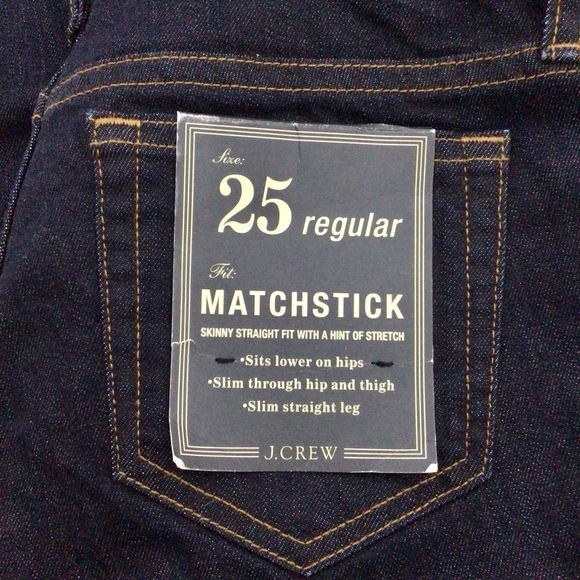 Size:
25 regular
Fit:
MATCHSTICK
SKINNY STRAIGHT FIT WITH A HINT OF STRETCH
•Sits lower on hips
•Slim through hip and thigh
•Slim straight leg
J.CREW